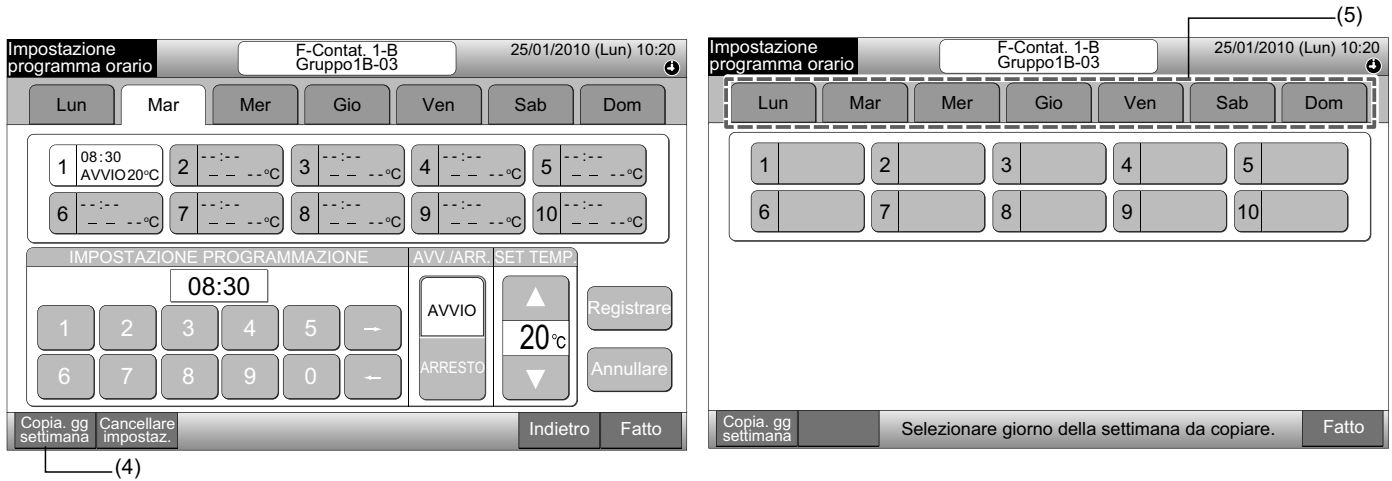 (5)
Impostazione
programma orario
F-Contat. 1-B
Gruppo1B-03
25/01/2010 (Lun) 10:20
Lun Mar Mer Gio Ven Sab Dom
1 08:30 AVVIO 20°C
2 --:-- – – --°C
3 --:-- – – --°C
4 --:-- – – --°C
5 --:-- – – --°C
6 --:-- – – --°C
7 --:-- – – --°C
8 --:-- – – --°C
9 --:-- – – --°C
10 --:-- – – --°C
IMPOSTAZIONE PROGRAMMAZIONE
08:30
1 2 3 4 5 →
6 7 8 9 0 ←
AVV./ARR.
AVVIO
ARRESTO
SET TEMP.
▲
20°C
▼
Registrare
Annullare
Copia. gg
settimana
Cancellare
impostaz.
Indietro
Fatto
(4)
Impostazione
programma orario
F-Contat. 1-B
Gruppo1B-03
25/01/2010 (Lun) 10:20
Lun Mar Mer Gio Ven Sab Dom
1 2 3 4 5
6 7 8 9 10
Copia. gg
settimana
Selezionare giorno della settimana da copiare.
Fatto